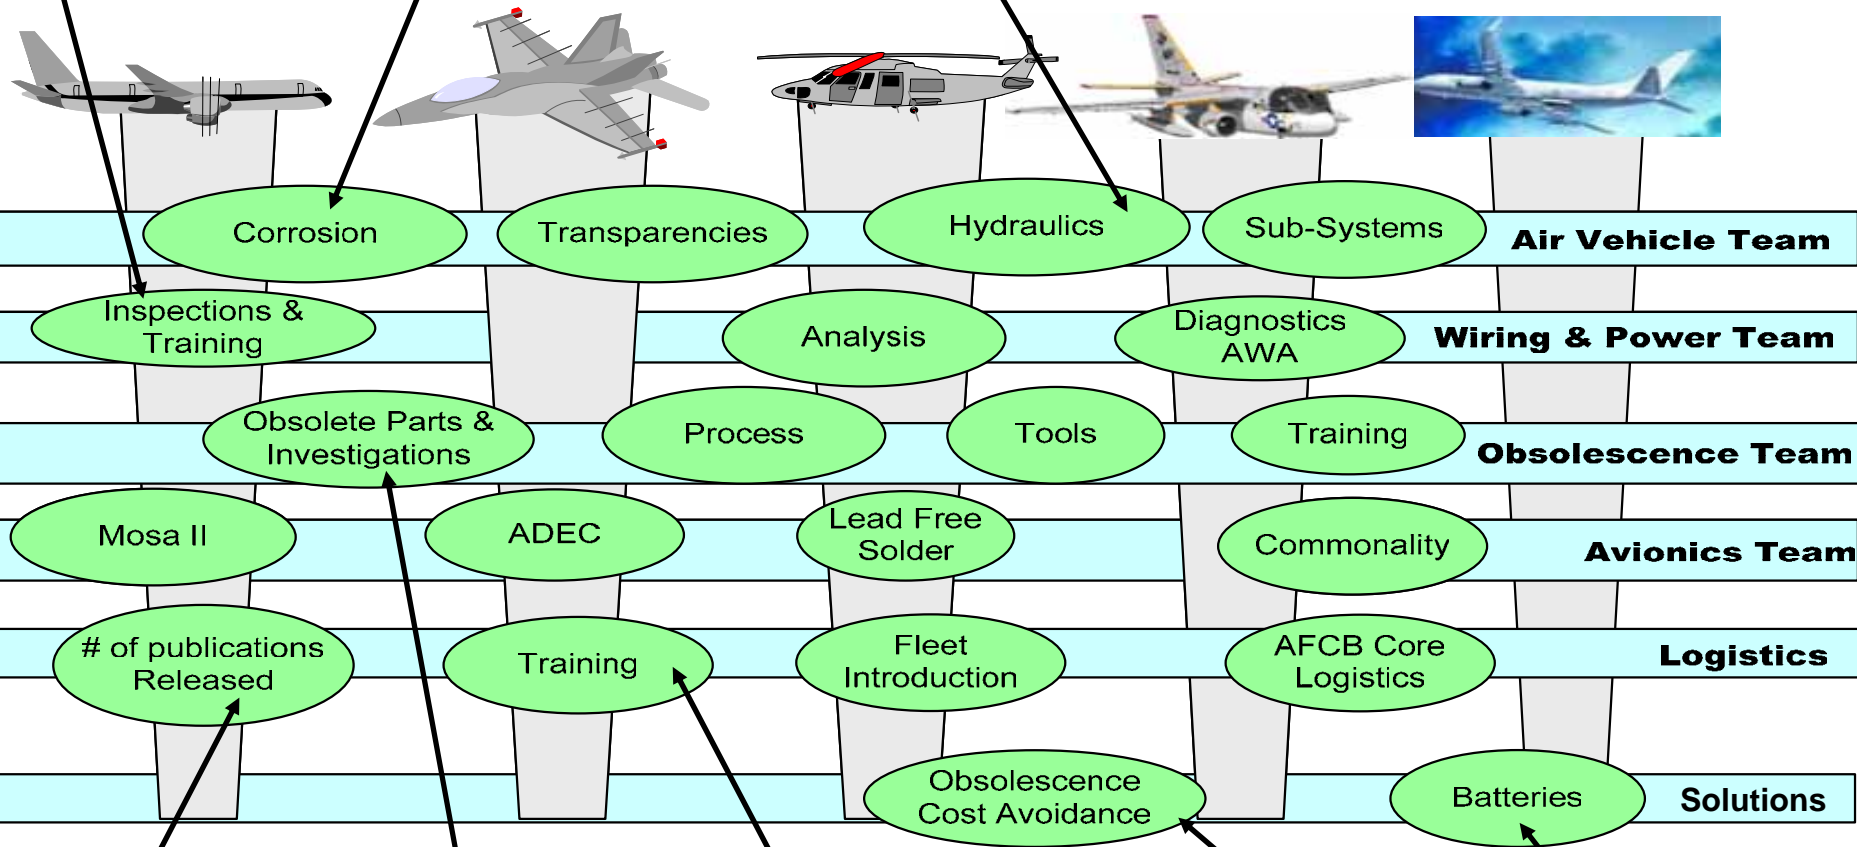 Corrosion
Transparencies
Hydraulics
Sub-Systems
Air Vehicle Team
Inspections &
Training
Analysis
Diagnostics
AWA
Wiring & Power Team
Obsolete Parts &
Investigations
Process
Tools
Training
Obsolescence Team
Mosa II
ADEC
Lead Free
Solder
Commonality
Avionics Team
# of publications
Released
Training
Fleet
Introduction
AFCB Core
Logistics
Logistics
Obsolescence
Cost Avoidance
Batteries
Solutions